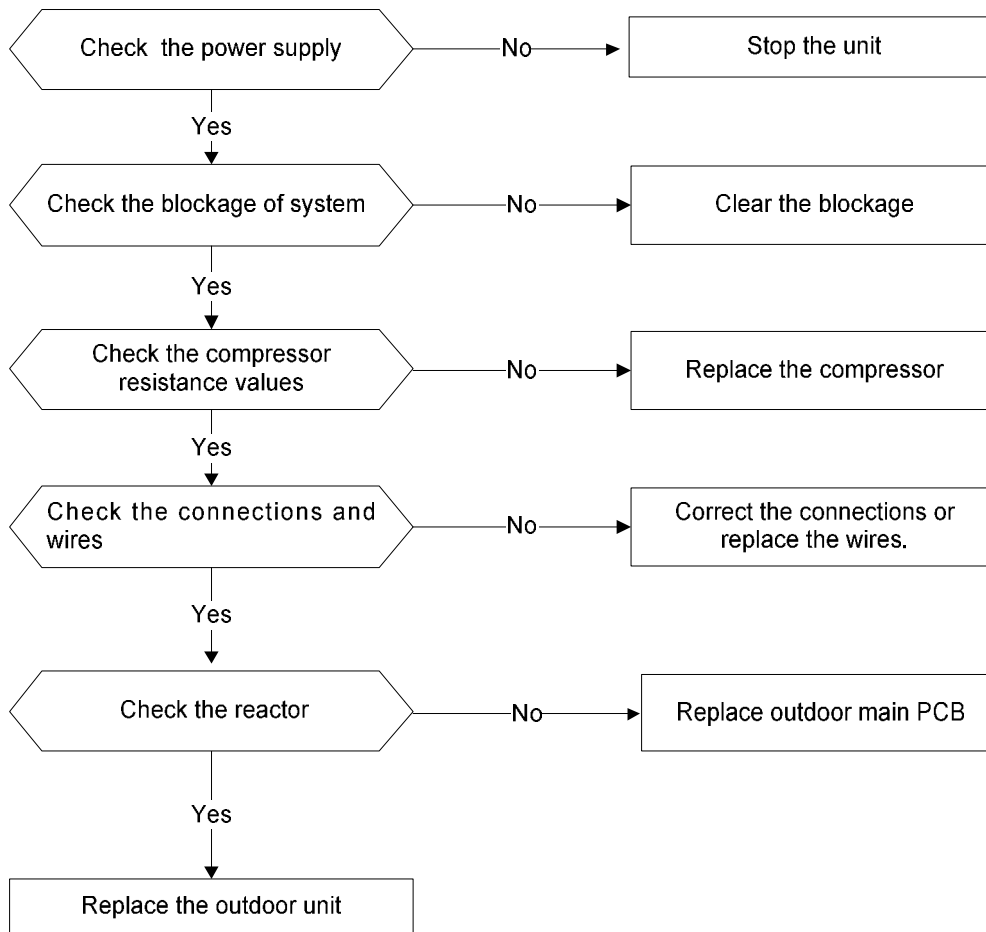 Check the power supply
No
Stop the unit
Yes
Check the blockage of system
No
Clear the blockage
Yes
Check the compressor
resistance values
No
Replace the compressor
Yes
Check the connections and
wires
No
Correct the connections or
replace the wires.
Yes
Check the reactor
No
Replace outdoor main PCB
Yes
Replace the outdoor unit